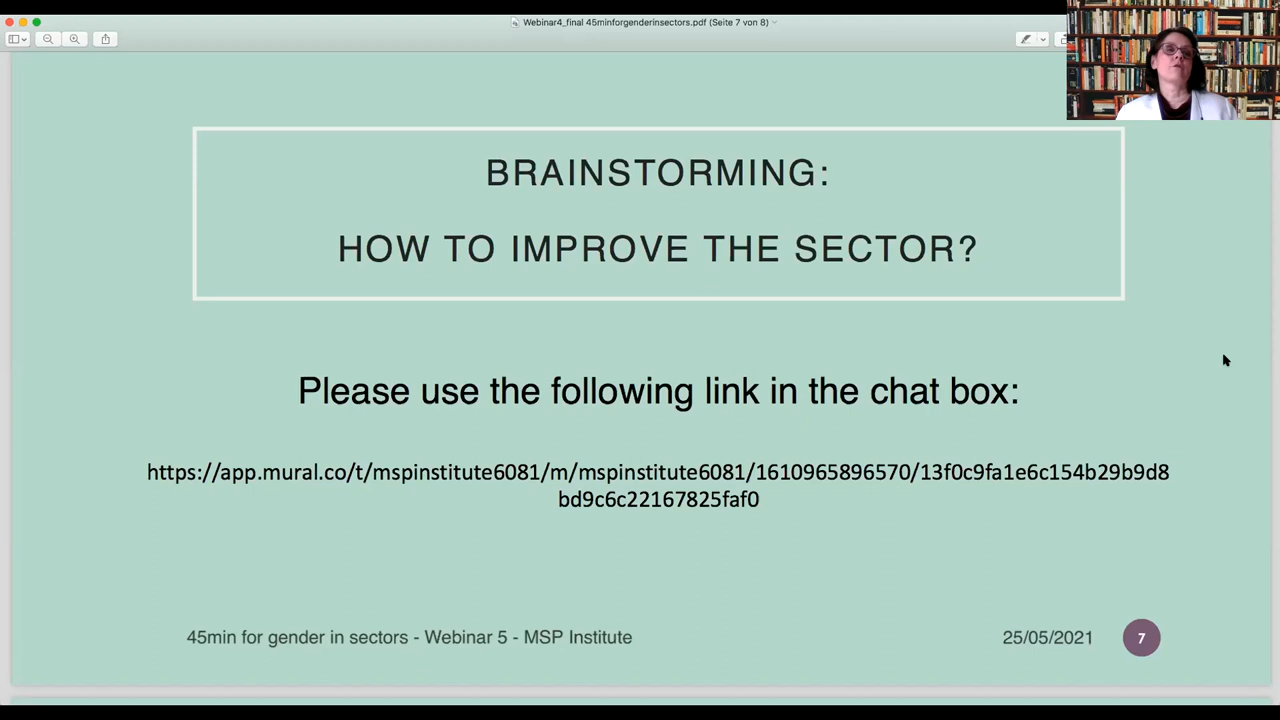 Webinar4_final 45minforgenderinsectors.pdf (Seite 7 von 8)
BRAINSTORMING:
HOW TO IMPROVE THE SECTOR?
Please use the following link in the chat box:
https://app.mural.co/t/mspinstitute6081/m/mspinstitute6081/1610965896570/13f0c9fa1e6c154b29b9d8
bd9c6c22167825faf0
45min for gender in sectors - Webinar 5 - MSP Institute
25/05/2021
7